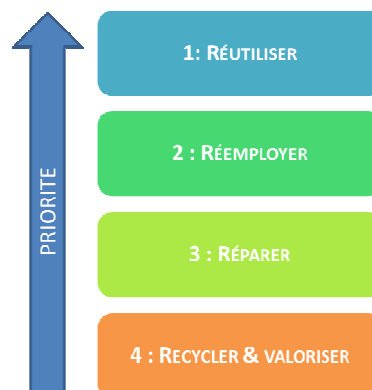 1: RÉUTILISER
2 : RÉEMPLOYER
3 : RÉPARER
4 : RECYCLER & VALORISER
PRIORITE